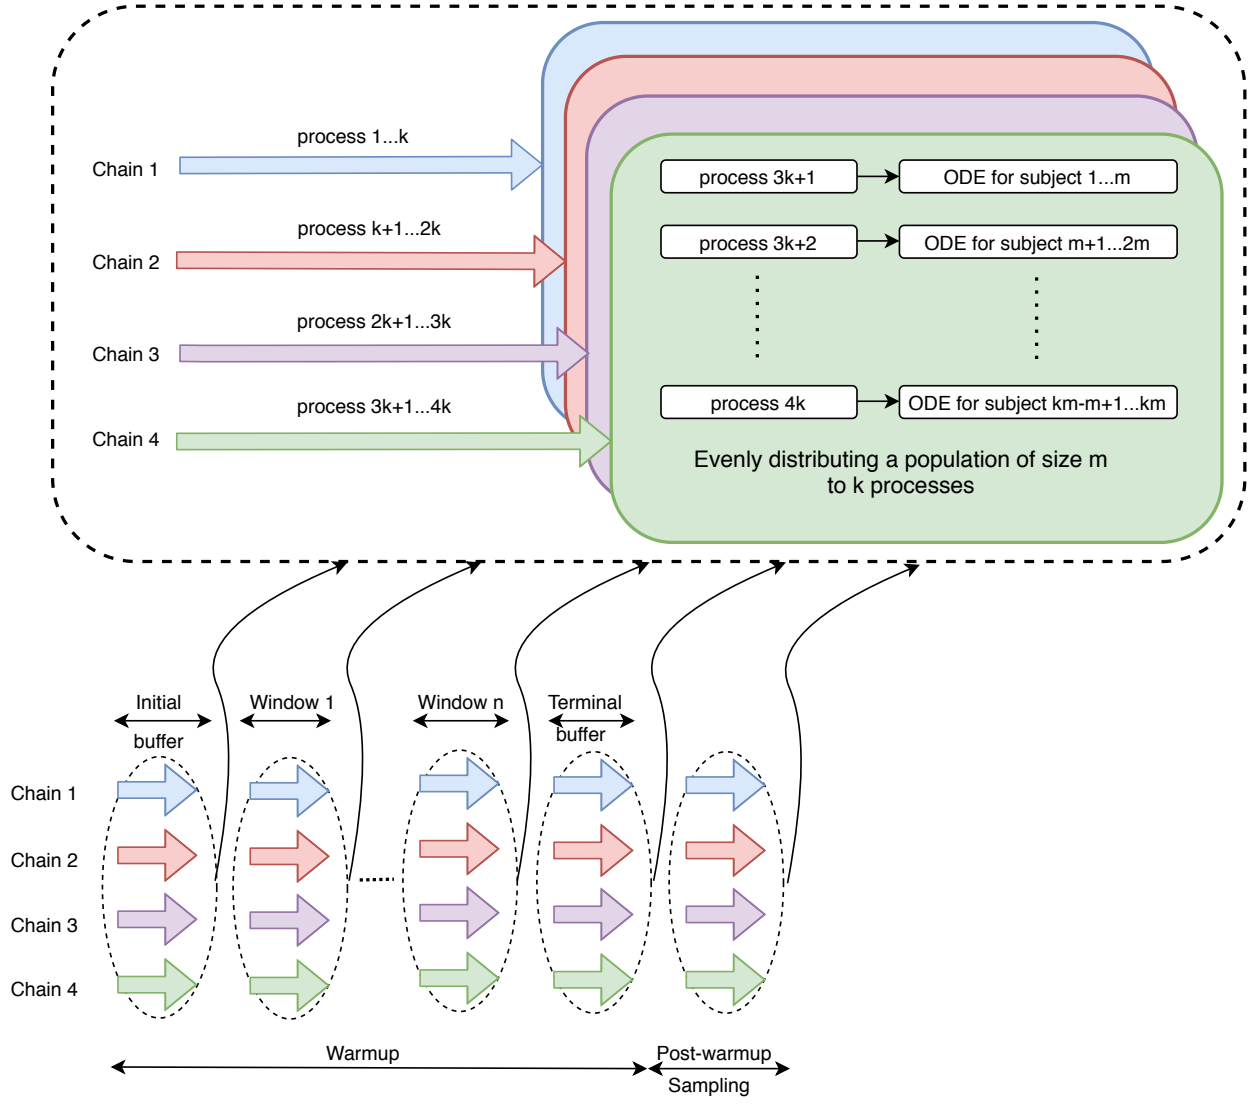 process 1...k
Chain 1
process 3k+1
ODE for subject 1...m
process k+1...2k
process 3k+2
ODE for subject m+1...2m
Chain 2
process 2k+1...3k
Chain 3
process 3k+1...4k
process 4k
ODE for subject km-m+1...km
Chain 4
Evenly distributing a population of size m
to k processes
Initial
buffer
Window 1
Window n
Terminal
buffer
Chain 1
Chain 2
Chain 3
Chain 4
Warmup
Post-warmup
Sampling